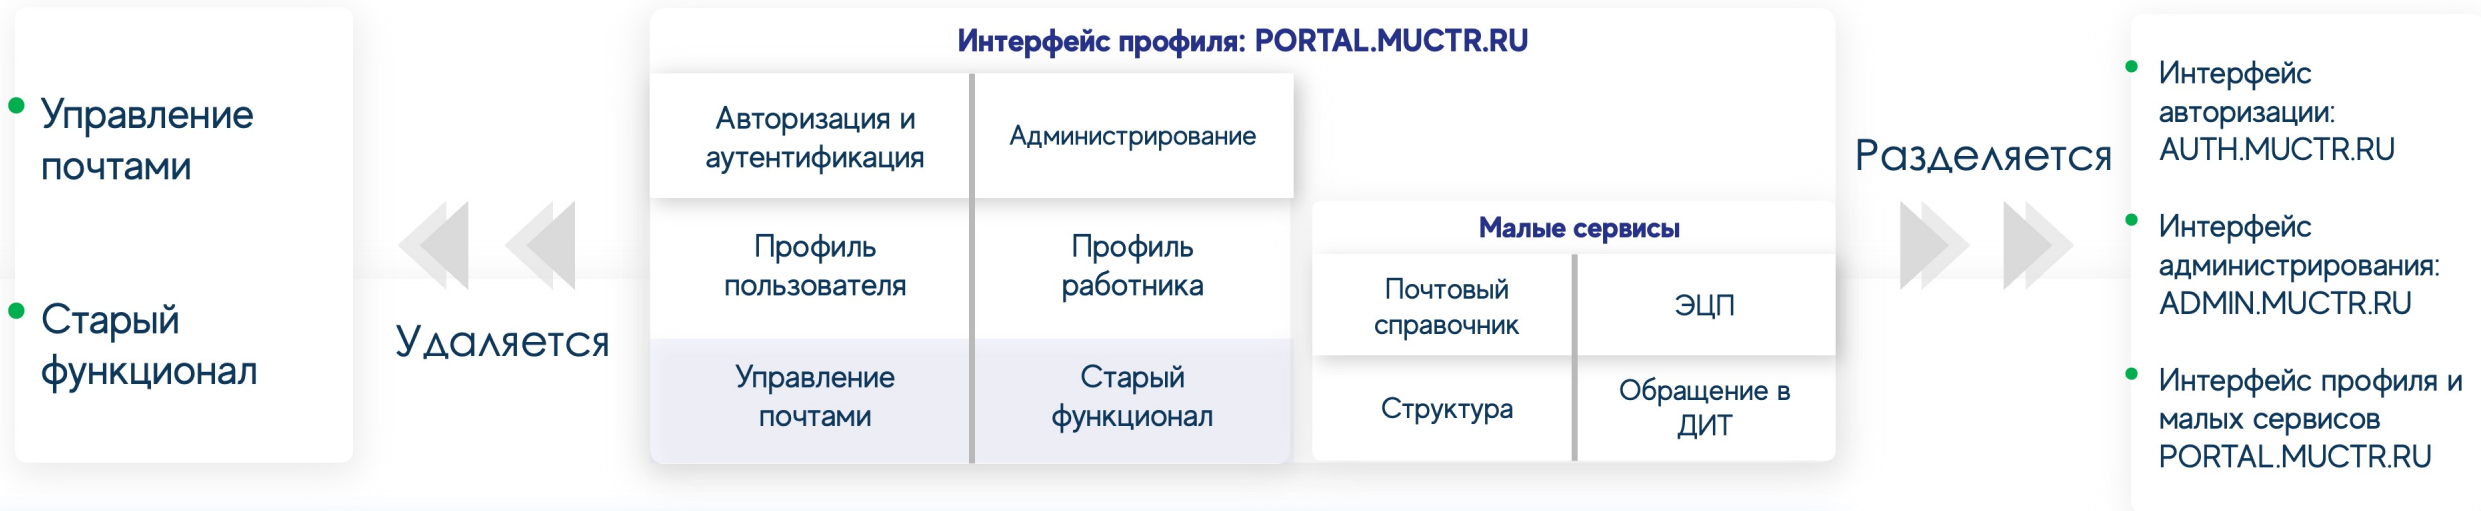 Управление
почтами
Старый
функционал
Удаляется
Интерфейс профиля: PORTAL.MUCTR.RU
Авторизация и
аутентификация
Администрирование
Профиль
пользователя
Профиль
работника
Управление
почтами
Старый
функционал
Малые сервисы
Почтовый
справочник
ЭЦП
Структура
Обращение в
ДИТ
Разделяется
Интерфейс
авторизации:
AUTH.MUCTR.RU
Интерфейс
администрирования:
ADMIN.MUCTR.RU
Интерфейс профиля и
малых сервисов
PORTAL.MUCTR.RU